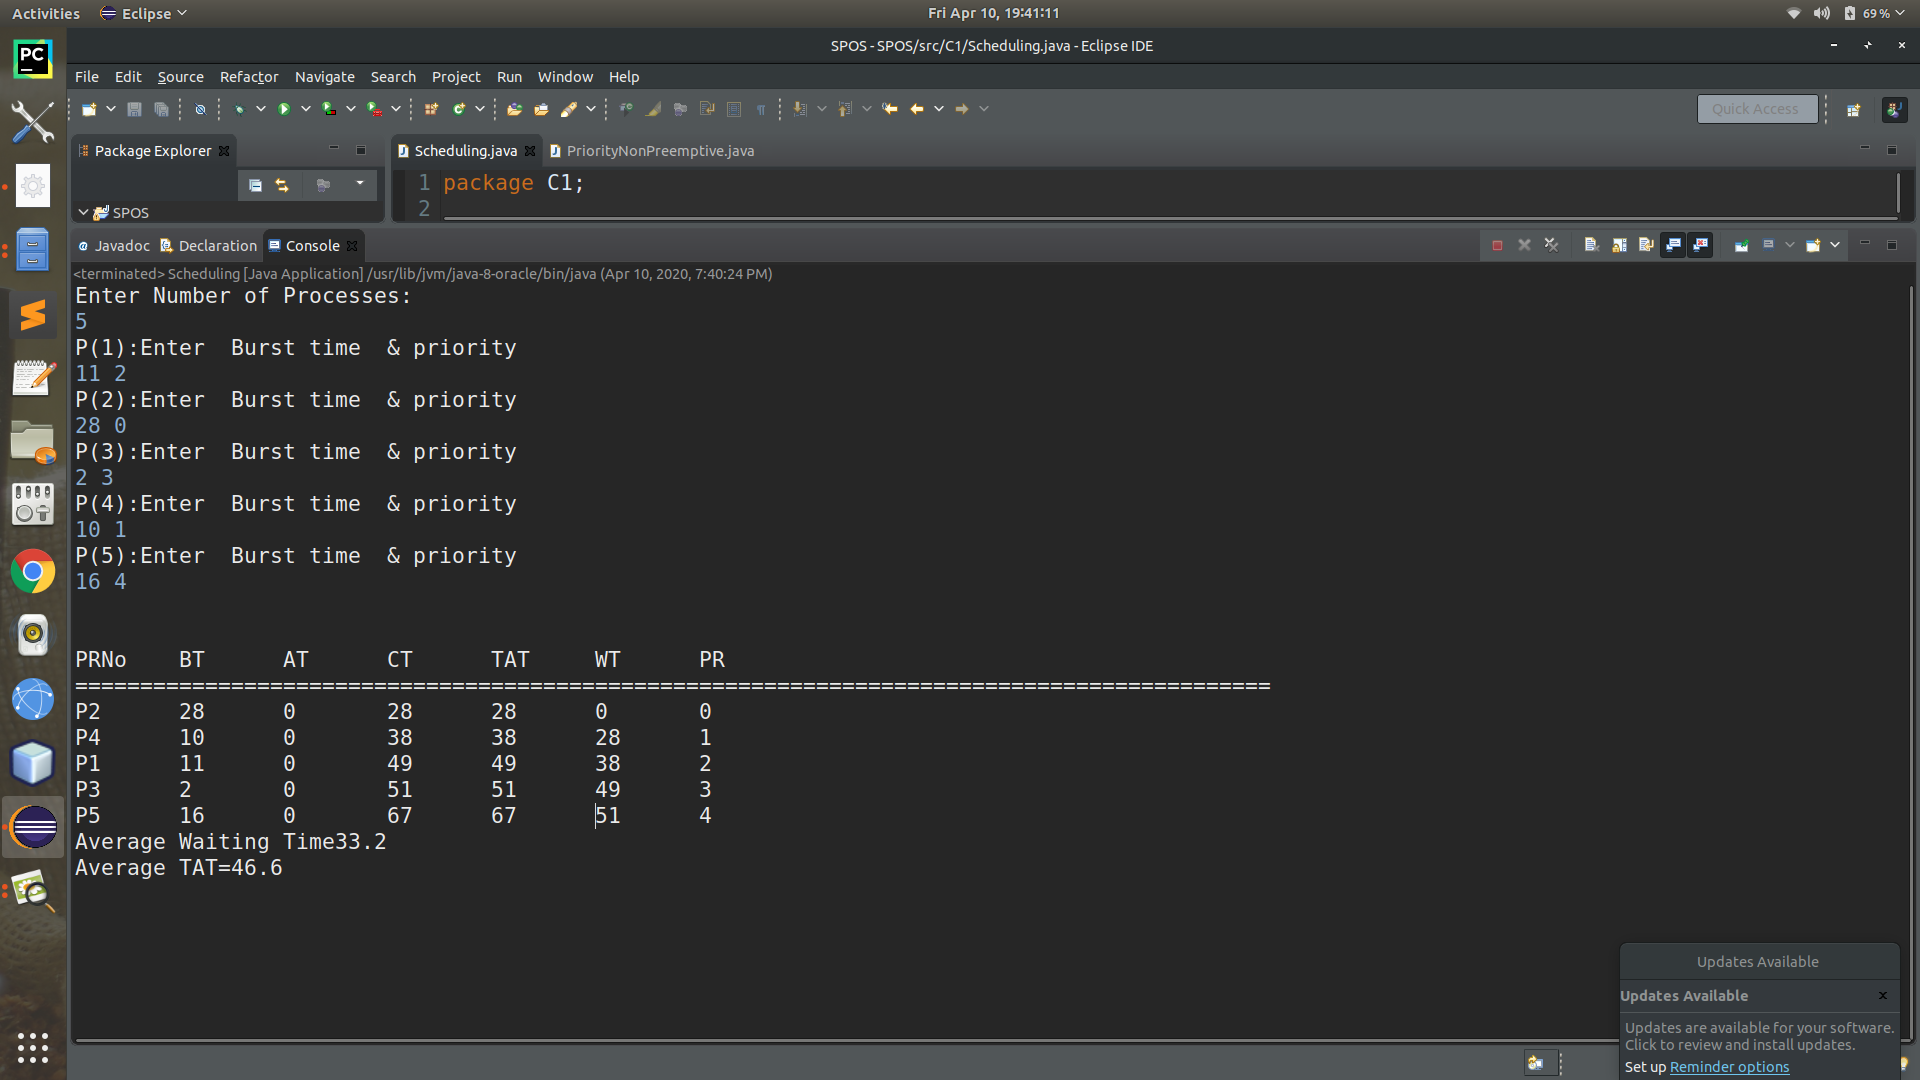 Activities Eclipse Fri Apr 10, 19:41:11 69 %
PC
SPOS - SPOS/src/C1/Scheduling.java - Eclipse IDE
File Edit Source Refactor Navigate Search Project Run Window Help
Quick Access
Package Explorer Scheduling.java PriorityNonPreemptive.java
1 package C1;
2
SPOS
Javadoc Declaration Console
<terminated> Scheduling [Java Application] /usr/lib/jvm/java-8-oracle/bin/java (Apr 10, 2020, 7:40:24 PM)
Enter Number of Processes:
5
P(1):Enter  Burst time  & priority
11 2
P(2):Enter  Burst time  & priority
28 0
P(3):Enter  Burst time  & priority
2 3
P(4):Enter  Burst time  & priority
10 1
P(5):Enter  Burst time  & priority
16 4
PRNo BT AT CT TAT WT PR
============================================================================================
P2 28 0 28 28 0 0
P4 10 0 38 38 28 1
P1 11 0 49 49 38 2
P3 2 0 51 51 49 3
P5 16 0 67 67 51 4
Average Waiting Time33.2
Average TAT=46.6
Updates Available
Updates Available
Updates are available for your software.
Click to review and install updates.
Set up Reminder options